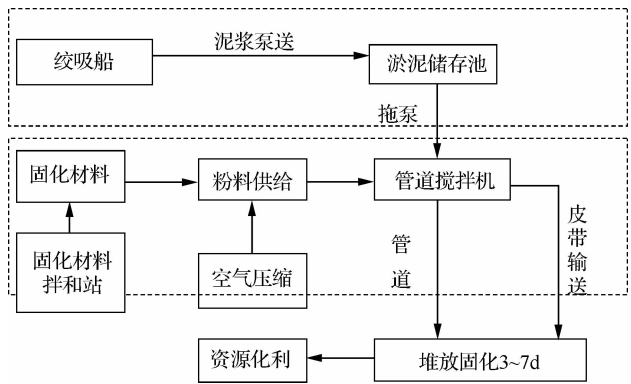 绞吸船
泥浆泵送
淤泥储存池
拖泵
固化材料
粉料供给
管道搅拌机
固化材料
拌和站
空气压缩
管道
皮带输送
资源化利
堆放固化3~7d